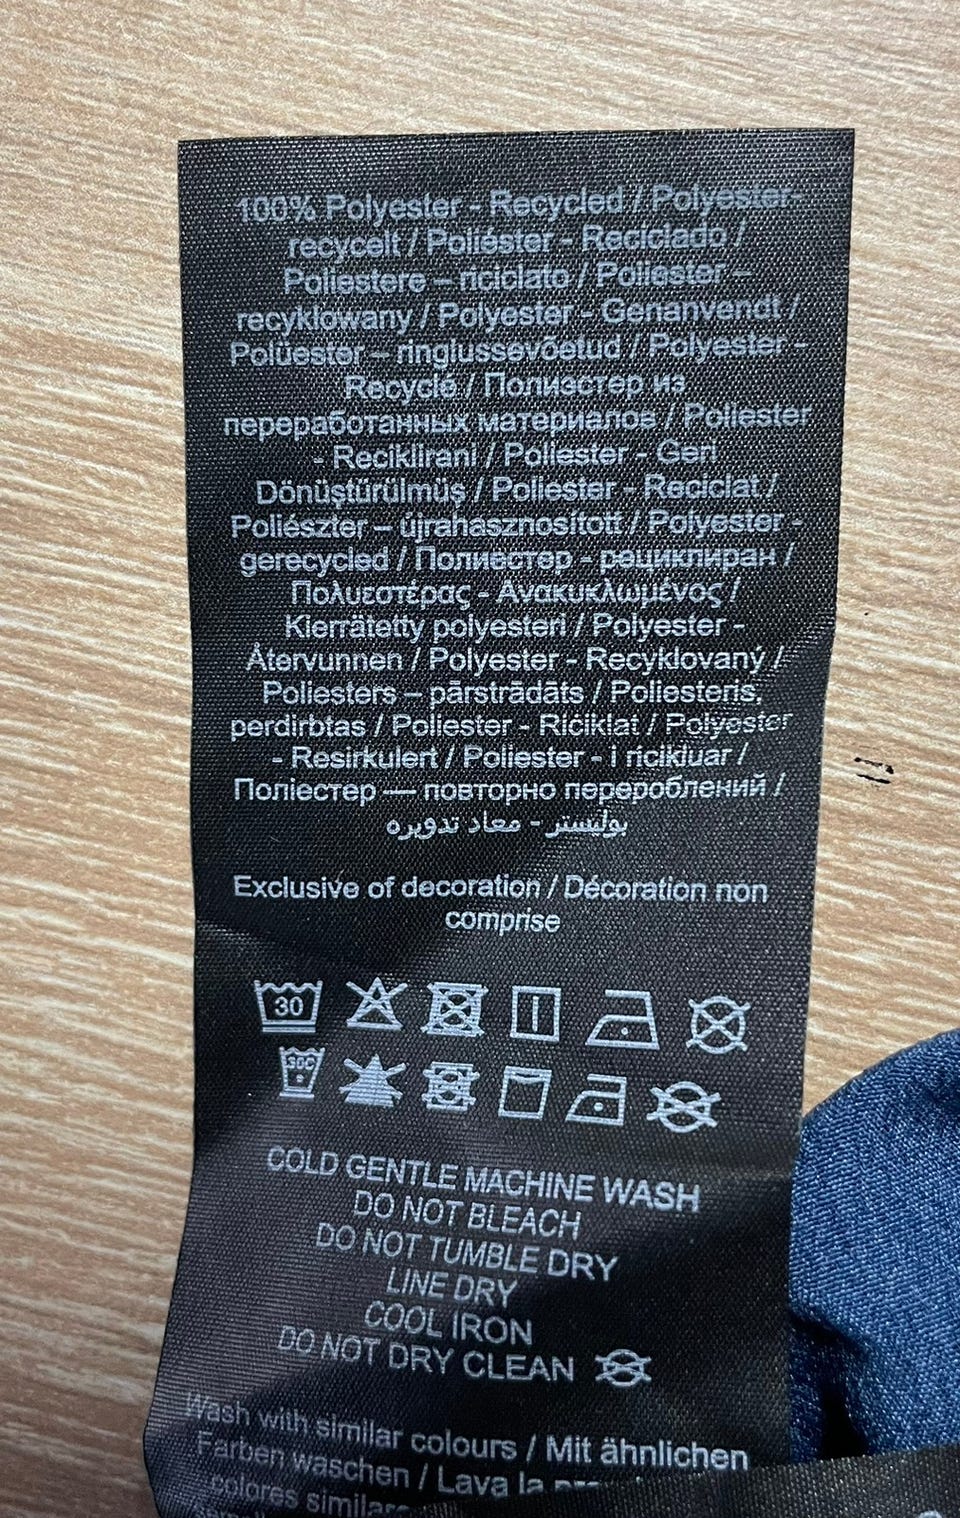 100% Polyester - Recycled / Polyester-
recycelt / Poliéster - Reciclado /
Poliestere – riciclato / Poliester –
recyklowany / Polyester - Genanvendt /
Polüester – ringlussevõetud / Polyester -
Recyclé / Полиэстер из
переработанных материалов / Poliester
- Reciklirani / Poliester - Geri
Dönüştürülmüş / Poliester - Reciclat /
Poliészter – újrahasznosított / Polyester -
gerecycled / Полиестер - рециклиран /
Πολυεστέρας - Ανακυκλωμένος /
Kierrätetty polyesteri / Polyester -
Återvunnen / Polyester - Recyklovaný /
Poliesters – pārstrādāts / Poliesteris,
perdirbtas / Poliester - Riċiklat / Polyester
- Resirkulert / Poliester - i ricikluar /
Поліестер — повторно перероблений /
بوليستر - معاد تدويره
Exclusive of decoration / Décoration non
comprise
30
30C
COLD GENTLE MACHINE WASH
DO NOT BLEACH
DO NOT TUMBLE DRY
LINE DRY
COOL IRON
DO NOT DRY CLEAN
Wash with similar colours / Mit ähnlichen
Farben waschen / Lava la
colores similares